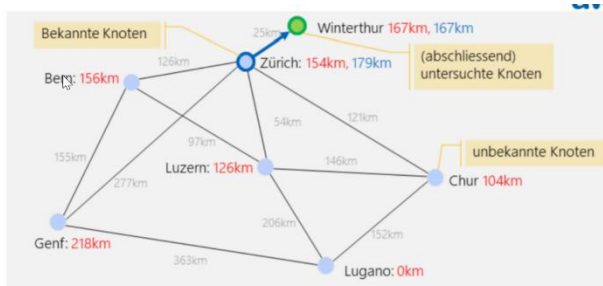 Bekannte Knoten
25km
Winterthur 167km, 167km
126km
Zürich: 154km, 179km
(abschliessend)
untersuchte Knoten
Bern: 156km
54km
121km
97km
unbekannte Knoten
155km
146km
Luzern: 126km
277km
Chur 104km
206km
152km
Genf: 218km
363km
Lugano: 0km